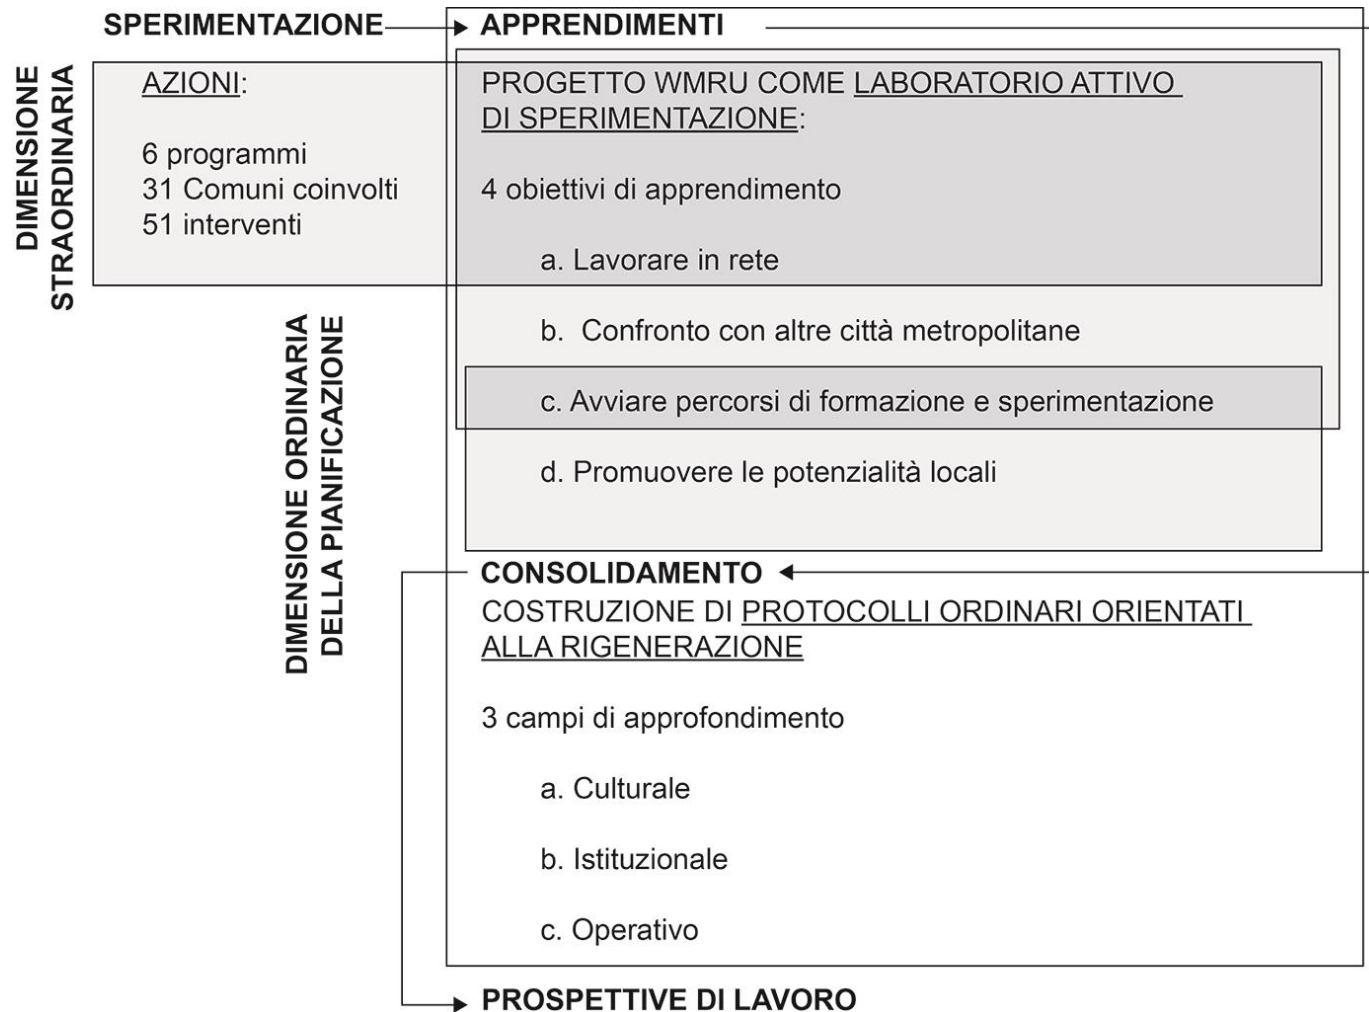 SPERIMENTAZIONE
APPRENDIMENTI
DIMENSIONE
STRAORDINARIA
AZIONI:
6 programmi
31 Comuni coinvolti
51 interventi
PROGETTO WMRU COME LABORATORIO ATTIVO
DI SPERIMENTAZIONE:
4 obiettivi di apprendimento
a. Lavorare in rete
b. Confronto con altre città metropolitane
c. Avviare percorsi di formazione e sperimentazione
d. Promuovere le potenzialità locali
DIMENSIONE ORDINARIA
DELLA PIANIFICAZIONE
CONSOLIDAMENTO
COSTRUZIONE DI PROTOCOLLI ORDINARI ORIENTATI
ALLA RIGENERAZIONE
3 campi di approfondimento
a. Culturale
b. Istituzionale
c. Operativo
PROSPETTIVE DI LAVORO